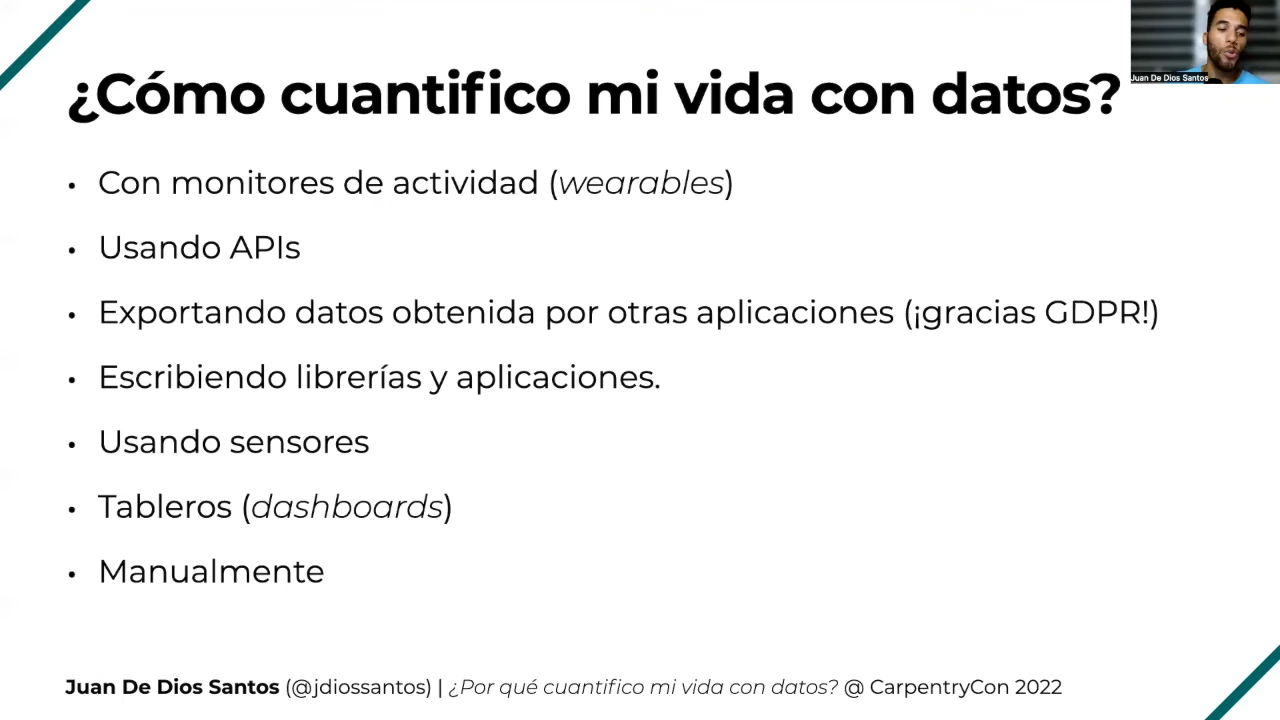 ¿Cómo cuantifico mi vida con datos?
Juan De Dios Santos
• Con monitores de actividad (wearables)
• Usando APIs
• Exportando datos obtenida por otras aplicaciones (¡gracias GDPR!)
• Escribiendo librerías y aplicaciones.
• Usando sensores
• Tableros (dashboards)
• Manualmente
Juan De Dios Santos (@jdiossantos) | ¿Por qué cuantifico mi vida con datos? @ CarpentryCon 2022